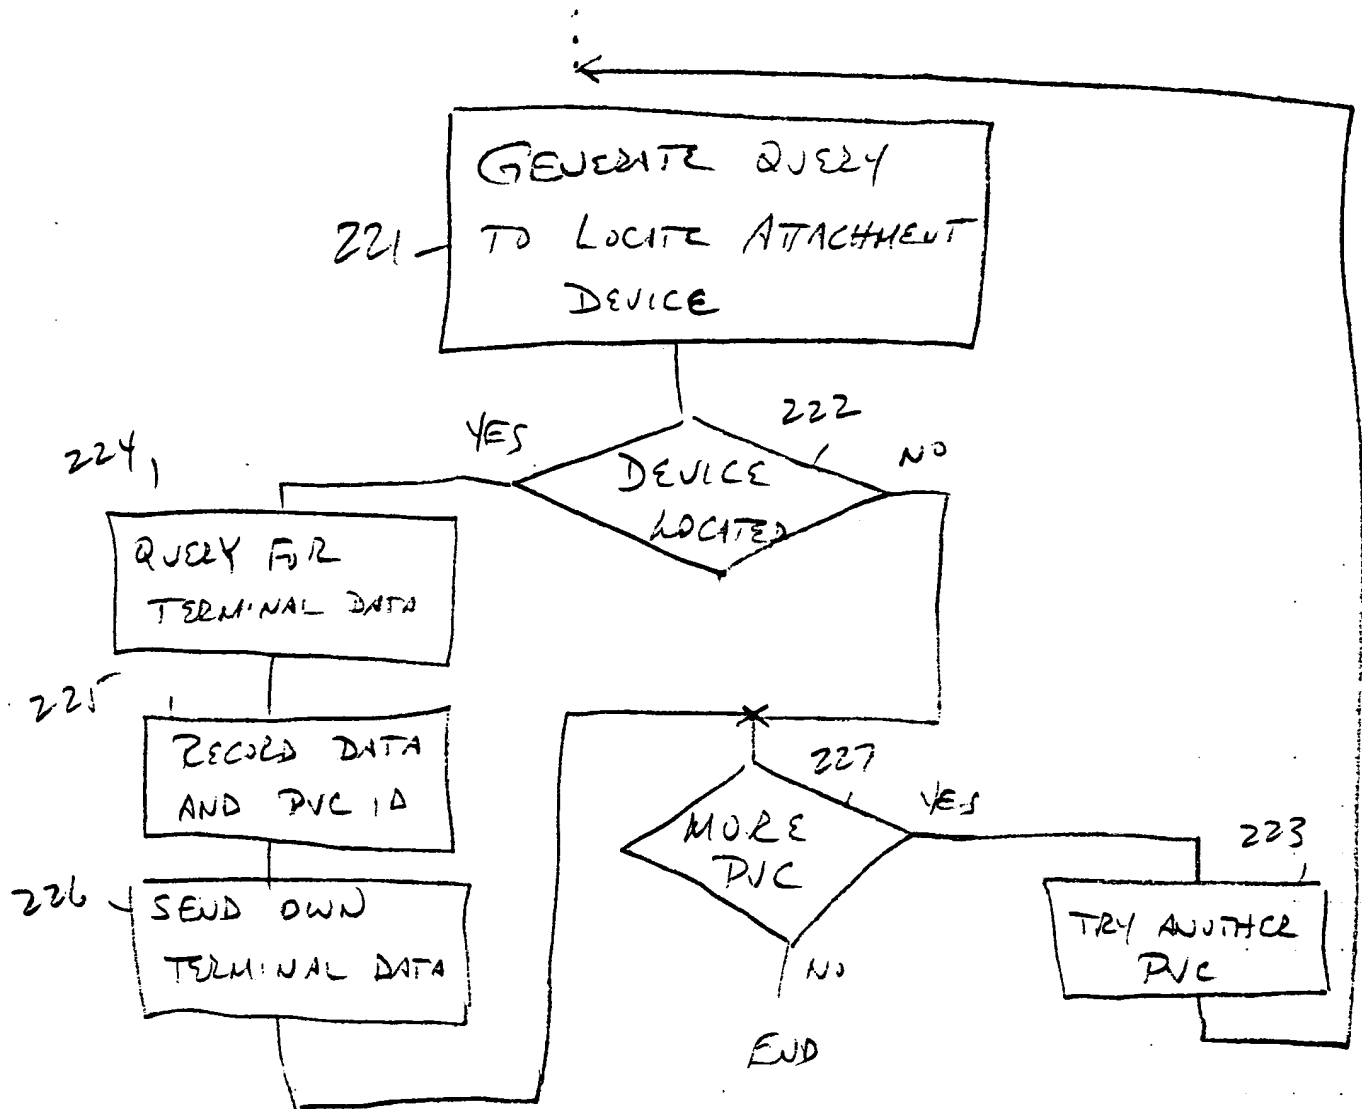 GENERATE QUERY
221 TO LOCATE ATTACHMENT
DEVICE
222
YES
NO
DEVICE
LOCATED
224
QUERY FOR
TERMINAL DATA
225
RECORD DATA
AND PVC ID
226 SEND OWN
TERMINAL DATA
227
MORE
PVC
YES
NO
END
223
TRY ANOTHER
PVC